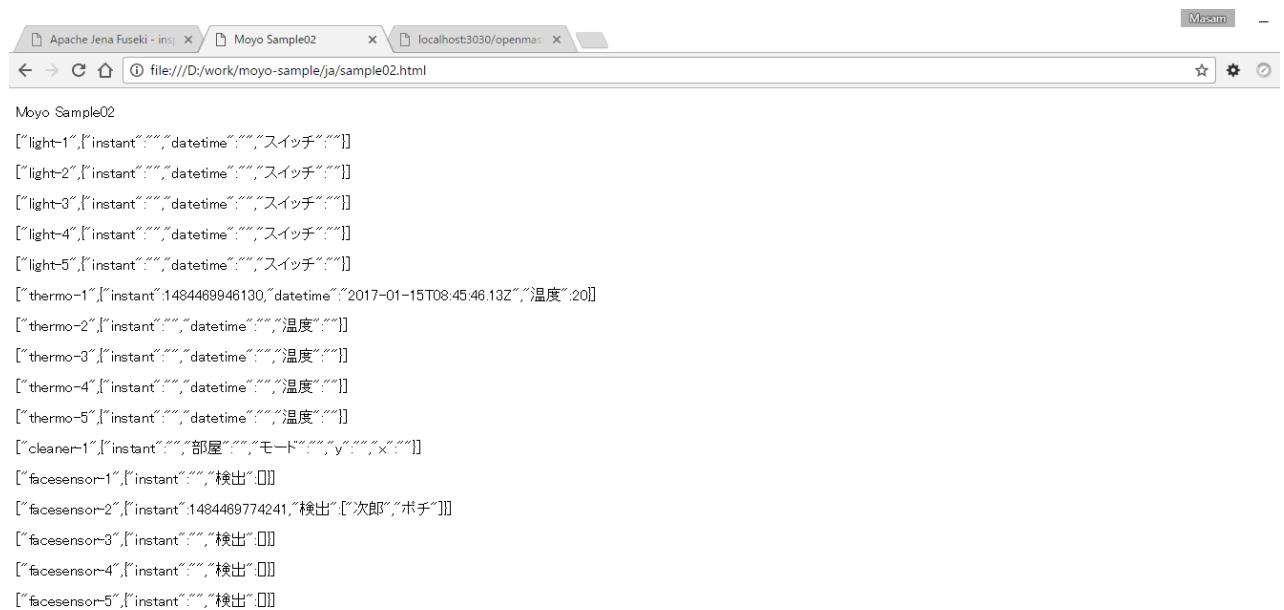 Masam
Apache Jena Fuseki - ins
Moyo Sample02
localhost:3030/openmas
file:///D:/work/moyo-sample/ja/sample02.html
Moyo Sample02
["light-1",{"instant":"","datetime":"","スイッチ":""}]
["light-2",{"instant":"","datetime":"","スイッチ":""}]
["light-3",{"instant":"","datetime":"","スイッチ":""}]
["light-4",{"instant":"","datetime":"","スイッチ":""}]
["light-5",{"instant":"","datetime":"","スイッチ":""}]
["thermo-1",{"instant":1484469946130,"datetime":"2017-01-15T08:45:46.13Z","温度":20}]
["thermo-2",{"instant":"","datetime":"","温度":""}]
["thermo-3",{"instant":"","datetime":"","温度":""}]
["thermo-4",{"instant":"","datetime":"","温度":""}]
["thermo-5",{"instant":"","datetime":"","温度":""}]
["cleaner-1",{"instant":"","部屋":"","モード":"","y":"","x":""}]
["facesensor-1",{"instant":"","検出":[]}]
["facesensor-2",{"instant":1484469774241,"検出":["次郎","ポチ"]}]
["facesensor-3",{"instant":"","検出":[]}]
["facesensor-4",{"instant":"","検出":[]}]
["facesensor-5",{"instant":"","検出":[]}]